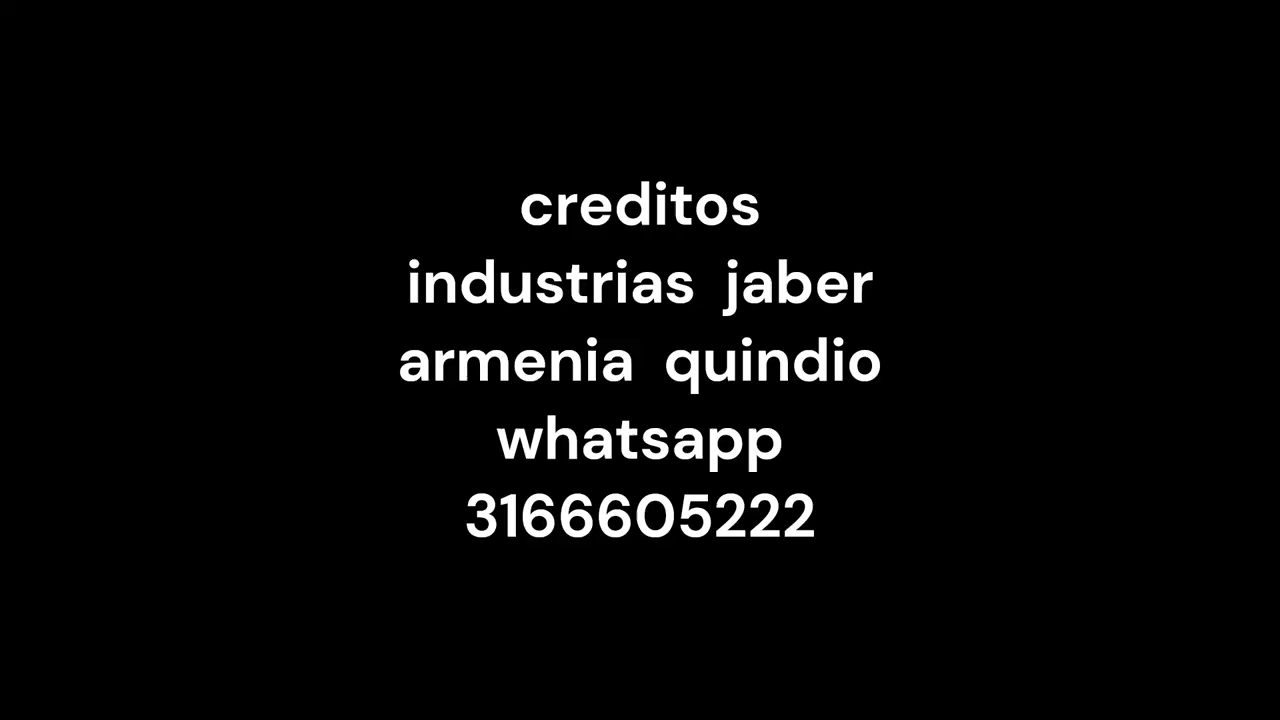 creditos
industrias jaber
armenia quindio
whatsapp
3166605222